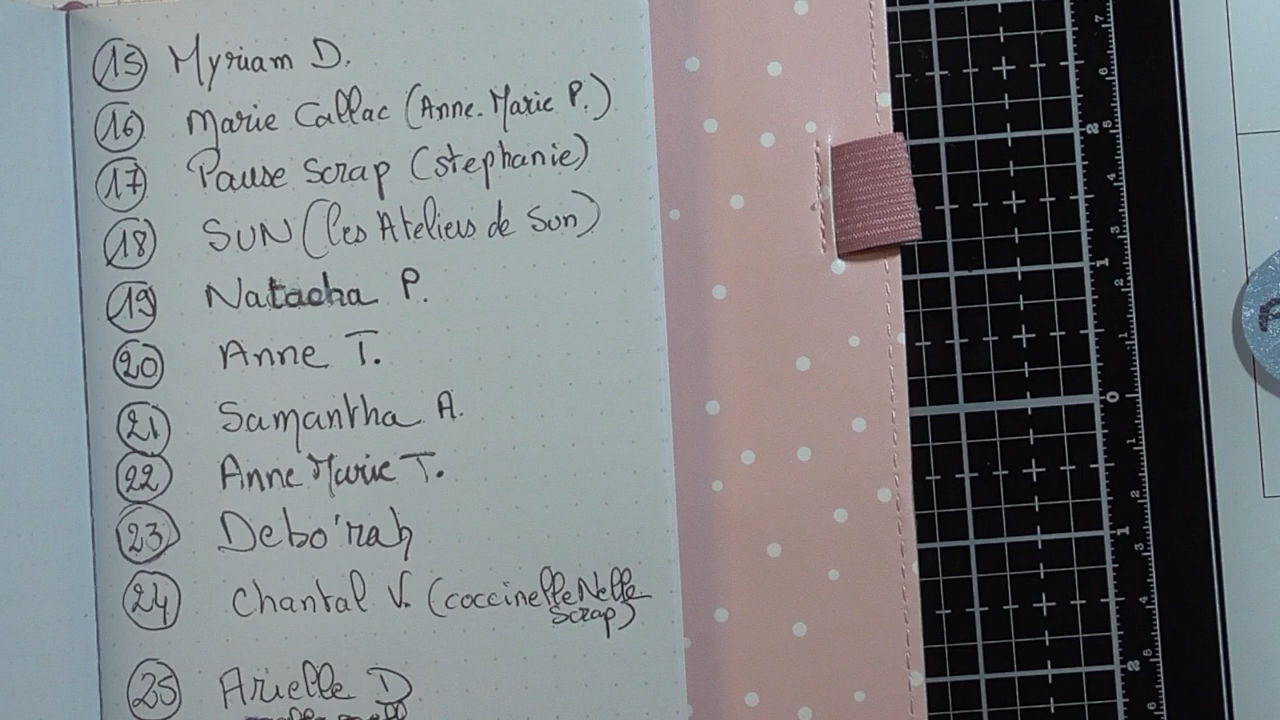 15 Myriam D.
16 Marie Callac (Anne-Marie P.)
17 Pause Scrap (stephanie)
18 SUN (les Ateliers de Sun)
19 Natacha P.
20 Anne T.
21 Samantha A.
22 Anne Marie T.
23 Debo'rah
24 Chantal V. (coccinelleNelle
scrap)
25 Arielle D